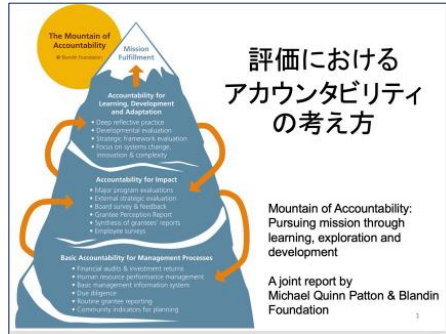 The Mountain of
Accountability
© Blandin Foundation
Mission
Fulfillment
Accountability for
Learning, Development
and Adaptation
• Deep reflective practice
• Developmental evaluation
• Strategic framework evaluation
• Focus on systems change,
innovation & complexity
Accountability for Impact
• Major program evaluations
• External strategic evaluation
• Board survey & feedback
• Grantee Perception Report
• Synthesis of grantees' reports
• Employee surveys
Basic Accountability for Management Processes
• Financial audits & investment returns
• Human resource performance management
• Basic management information system
• Due diligence
• Routine grantee reporting
• Community indicators for planning
評価における
アカウンタビリティ
の考え方
Mountain of Accountability:
Pursuing mission through
learning, exploration and
development
A joint report by
Michael Quinn Patton & Blandin
Foundation
1